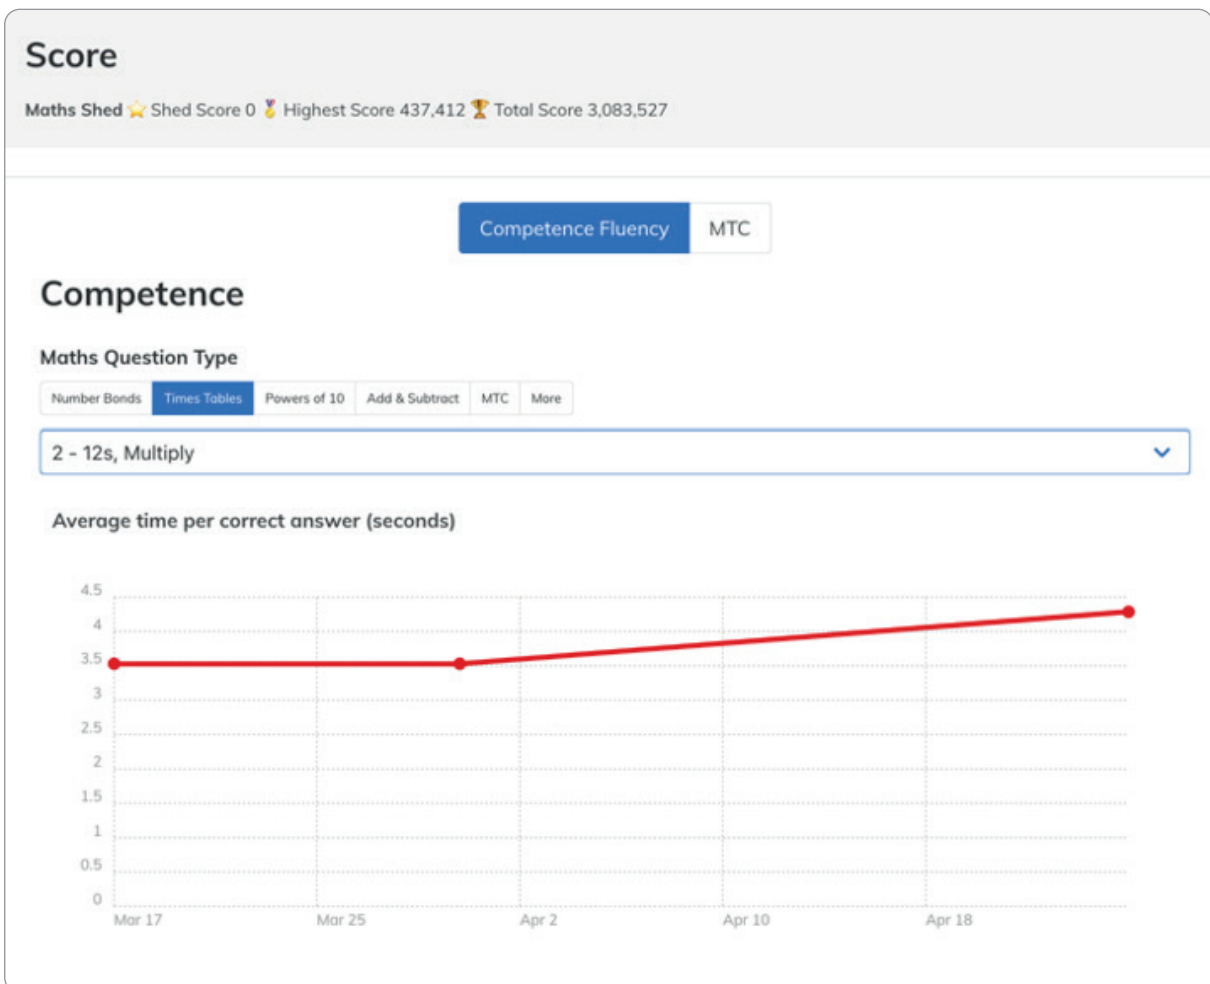 Score
Maths Shed ⭐ Shed Score 0 🏅 Highest Score 437,412 🏆 Total Score 3,083,527
Competence Fluency MTC
Competence
Maths Question Type
Number Bonds Times Tables Powers of 10 Add & Subtract MTC More
2 - 12s, Multiply
Average time per correct answer (seconds)
4.5
4
3.5
3
2.5
2
1.5
1
0.5
0
Mar 17 Mar 25 Apr 2 Apr 10 Apr 18